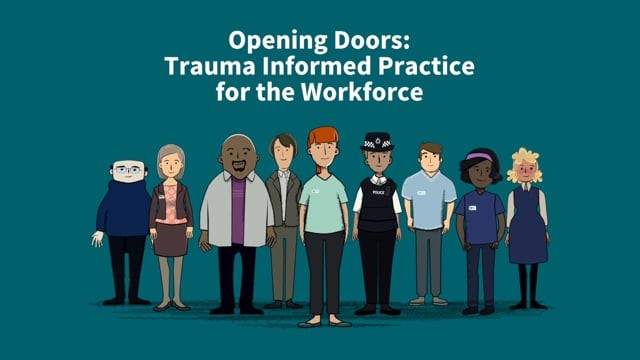 Opening Doors:
Trauma Informed Practice
for the Workforce
POLICE